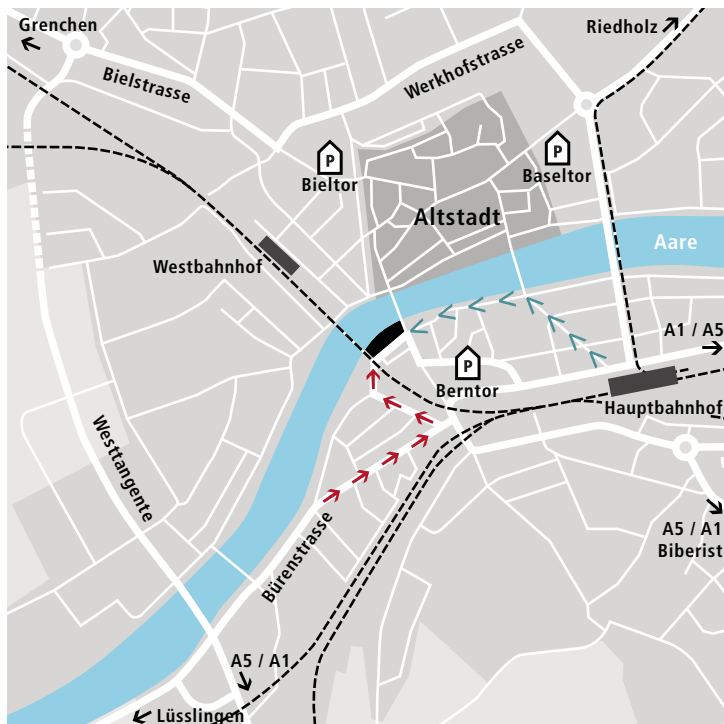 Grenchen
Riedholz
Bielstrasse
Werkhofstrasse
P
Bieltor
P
Baseltor
Altstadt
Aare
Westbahnhof
A1 / A5
P
Berntor
Hauptbahnhof
Westtangente
Bürenstrasse
A5 / A1
Biberist
A5 / A1
Lüsslingen